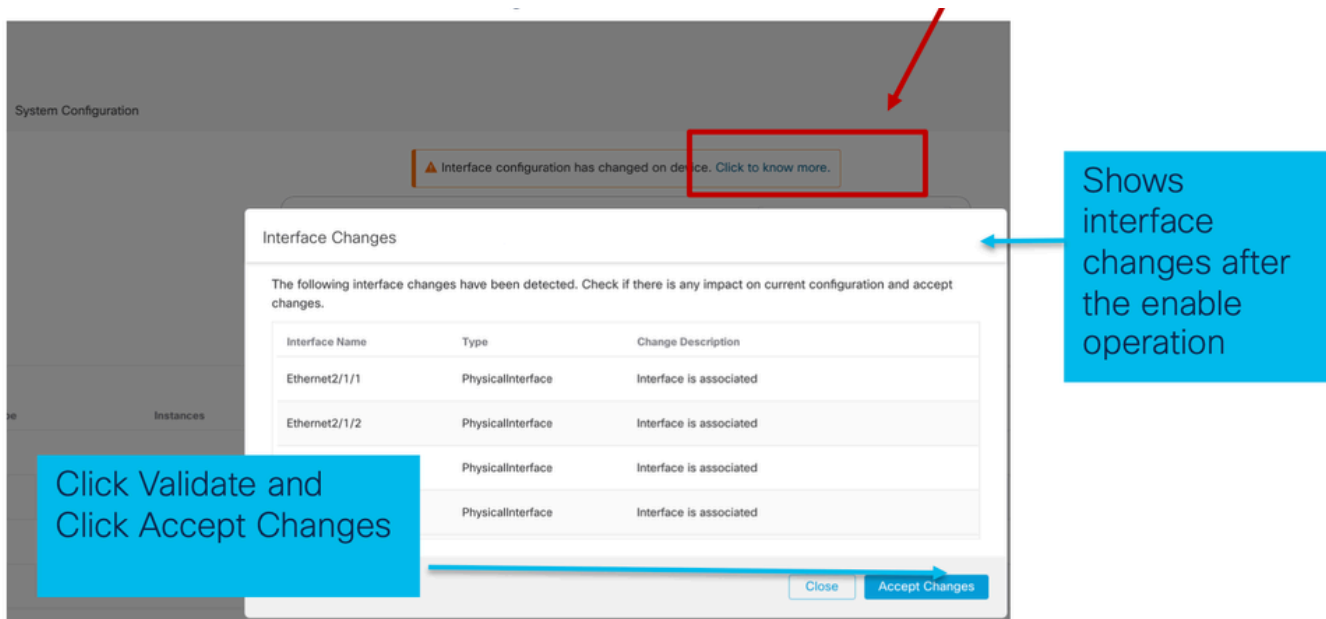 System Configuration
Interface configuration has changed on device. Click to know more.
Shows
interface
changes after
the enable
operation
Interface Changes
The following interface changes have been detected. Check if there is any impact on current configuration and accept
changes.
Interface Name Type Change Description
Ethernet2/1/1 PhysicalInterface Interface is associated
Instances
Ethernet2/1/2 PhysicalInterface Interface is associated
PhysicalInterface Interface is associated
PhysicalInterface Interface is associated
Click Validate and
Click Accept Changes
Close Accept Changes